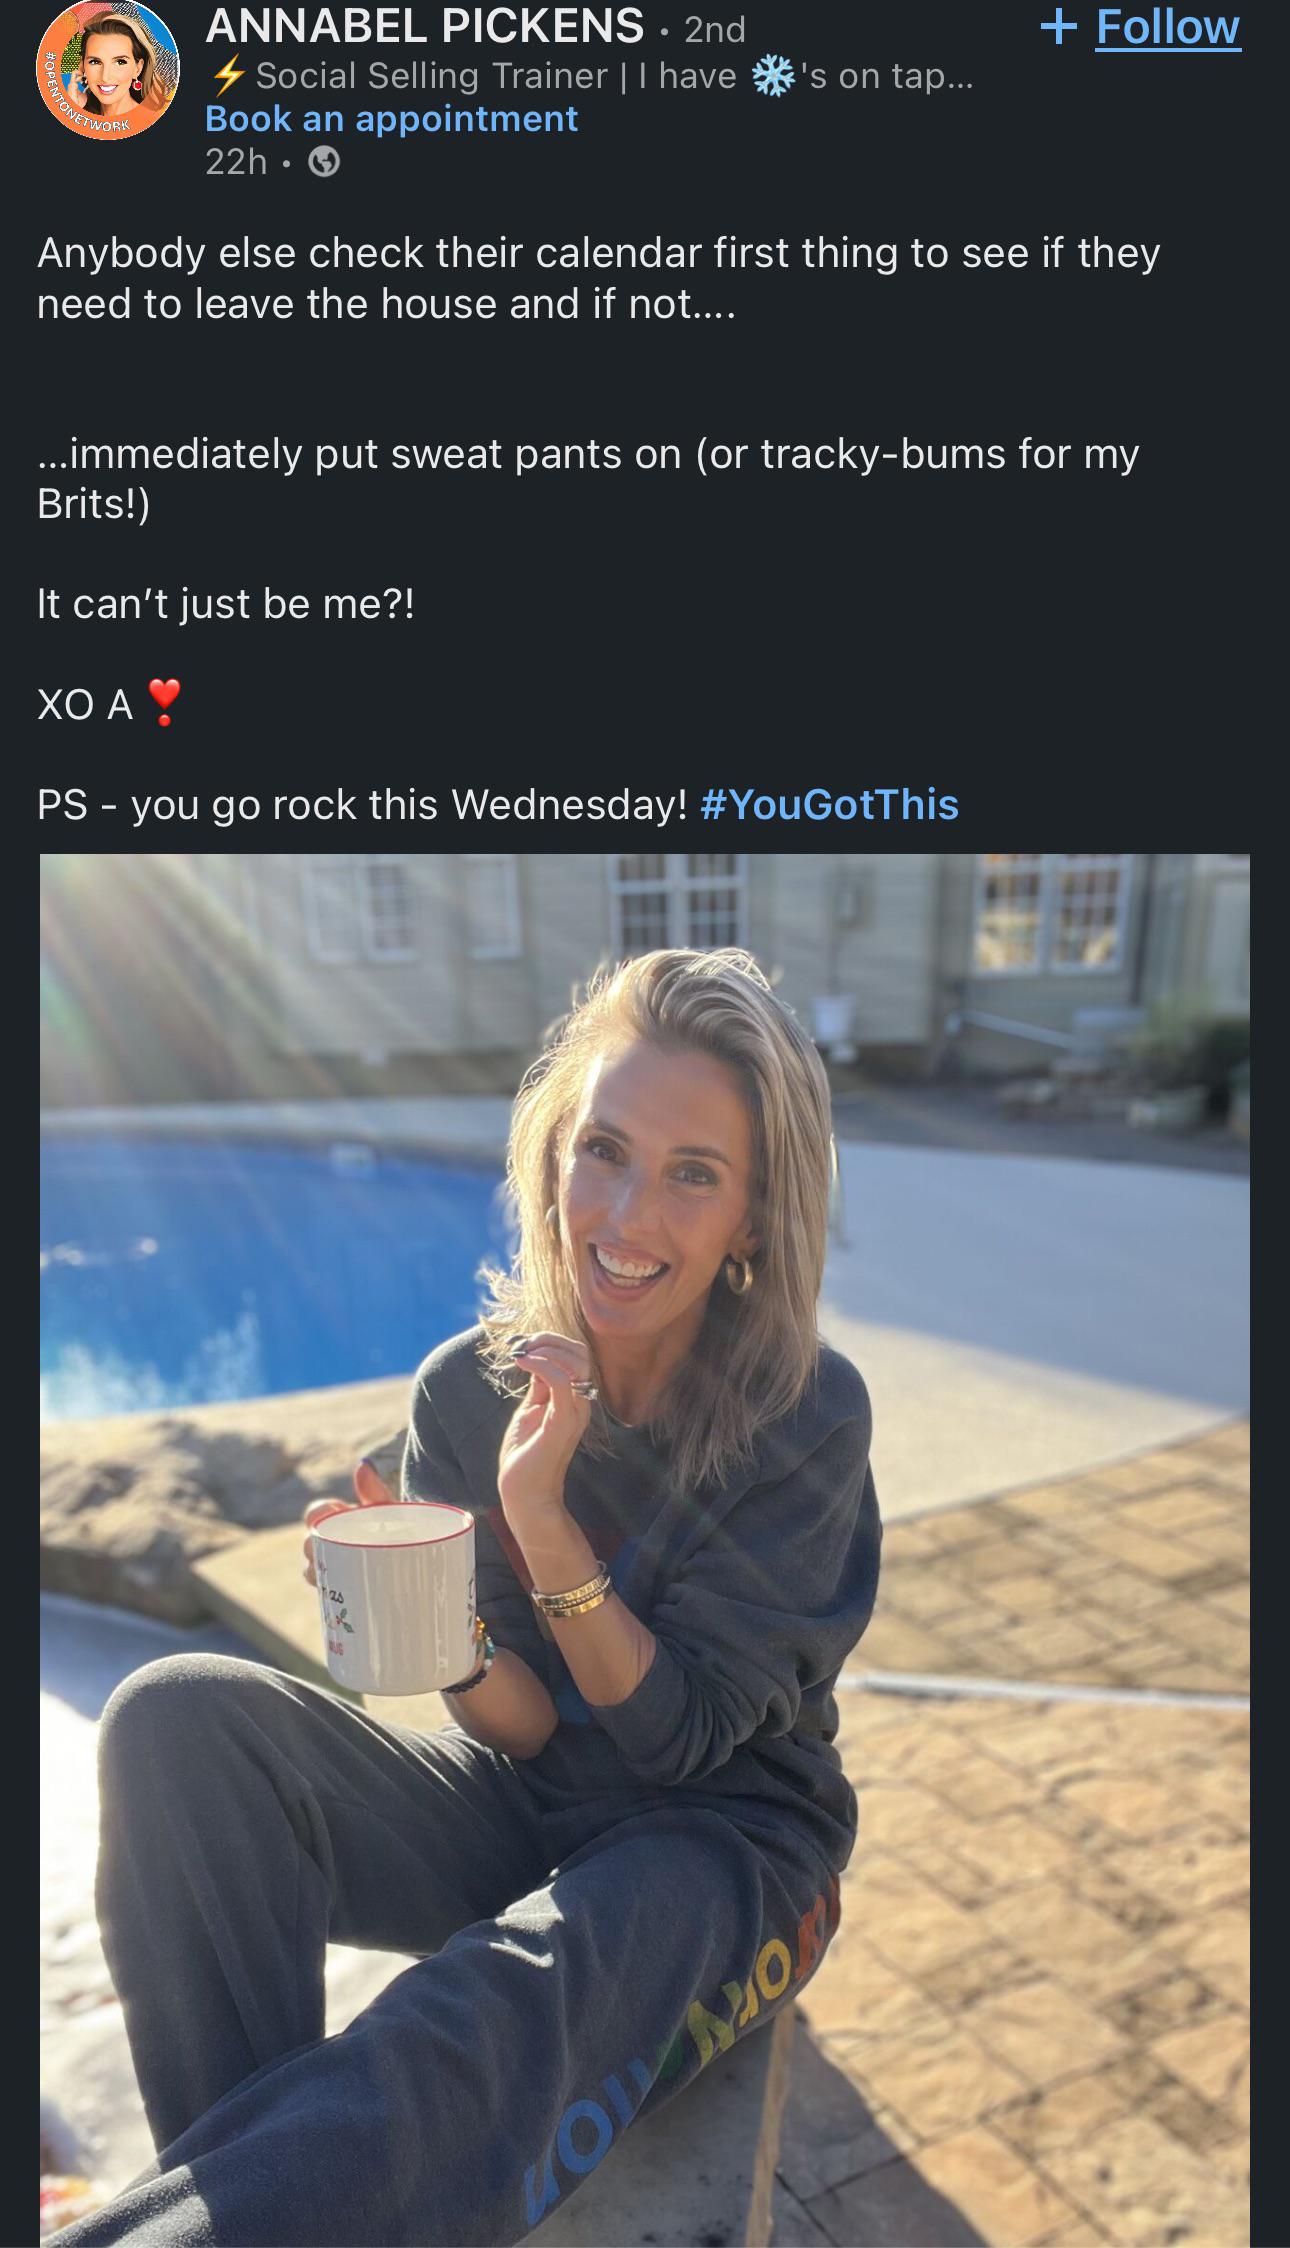 ANNABEL PICKENS • 2nd
+ Follow
⚡Social Selling Trainer | I have ❄️'s on tap...
Book an appointment
22h •
#OPENTONETWORK
Anybody else check their calendar first thing to see if they
need to leave the house and if not....
...immediately put sweat pants on (or tracky-bums for my
Brits!)
It can’t just be me?!
XO A ❣️
PS - you go rock this Wednesday! #YouGotThis